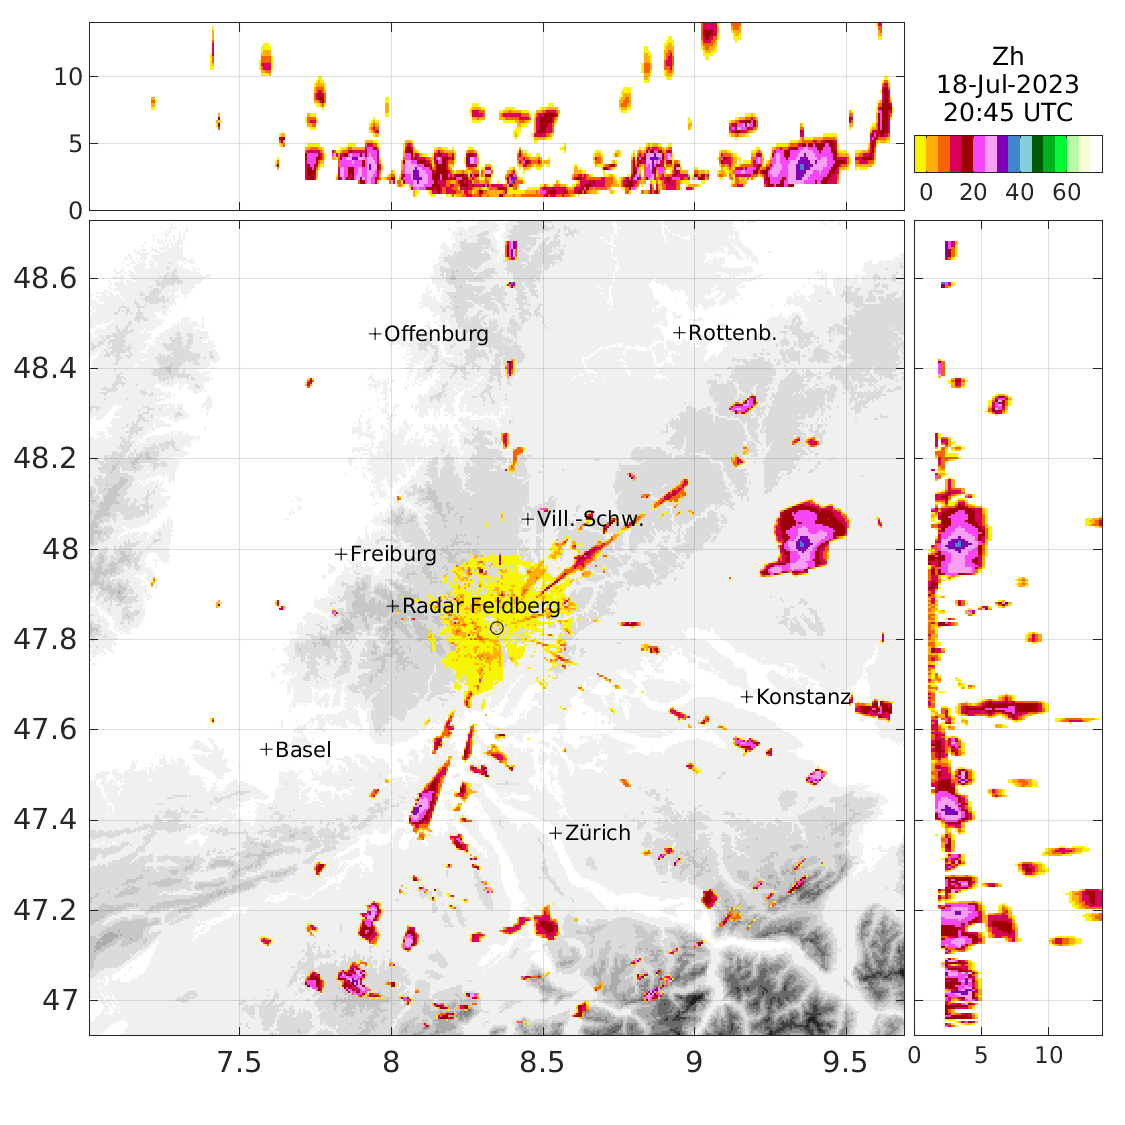 10
5
0
Zh
18-Jul-2023
20:45 UTC
0 20 40 60
48.6
48.4
48.2
48
47.8
47.6
47.4
47.2
47
+Offenburg
+Rottenb.
+Vill.-Schw.
+Freiburg
+Radar Feldberg
+Konstanz
+Basel
+Zürich
7.5 8 8.5 9 9.5
0 5 10